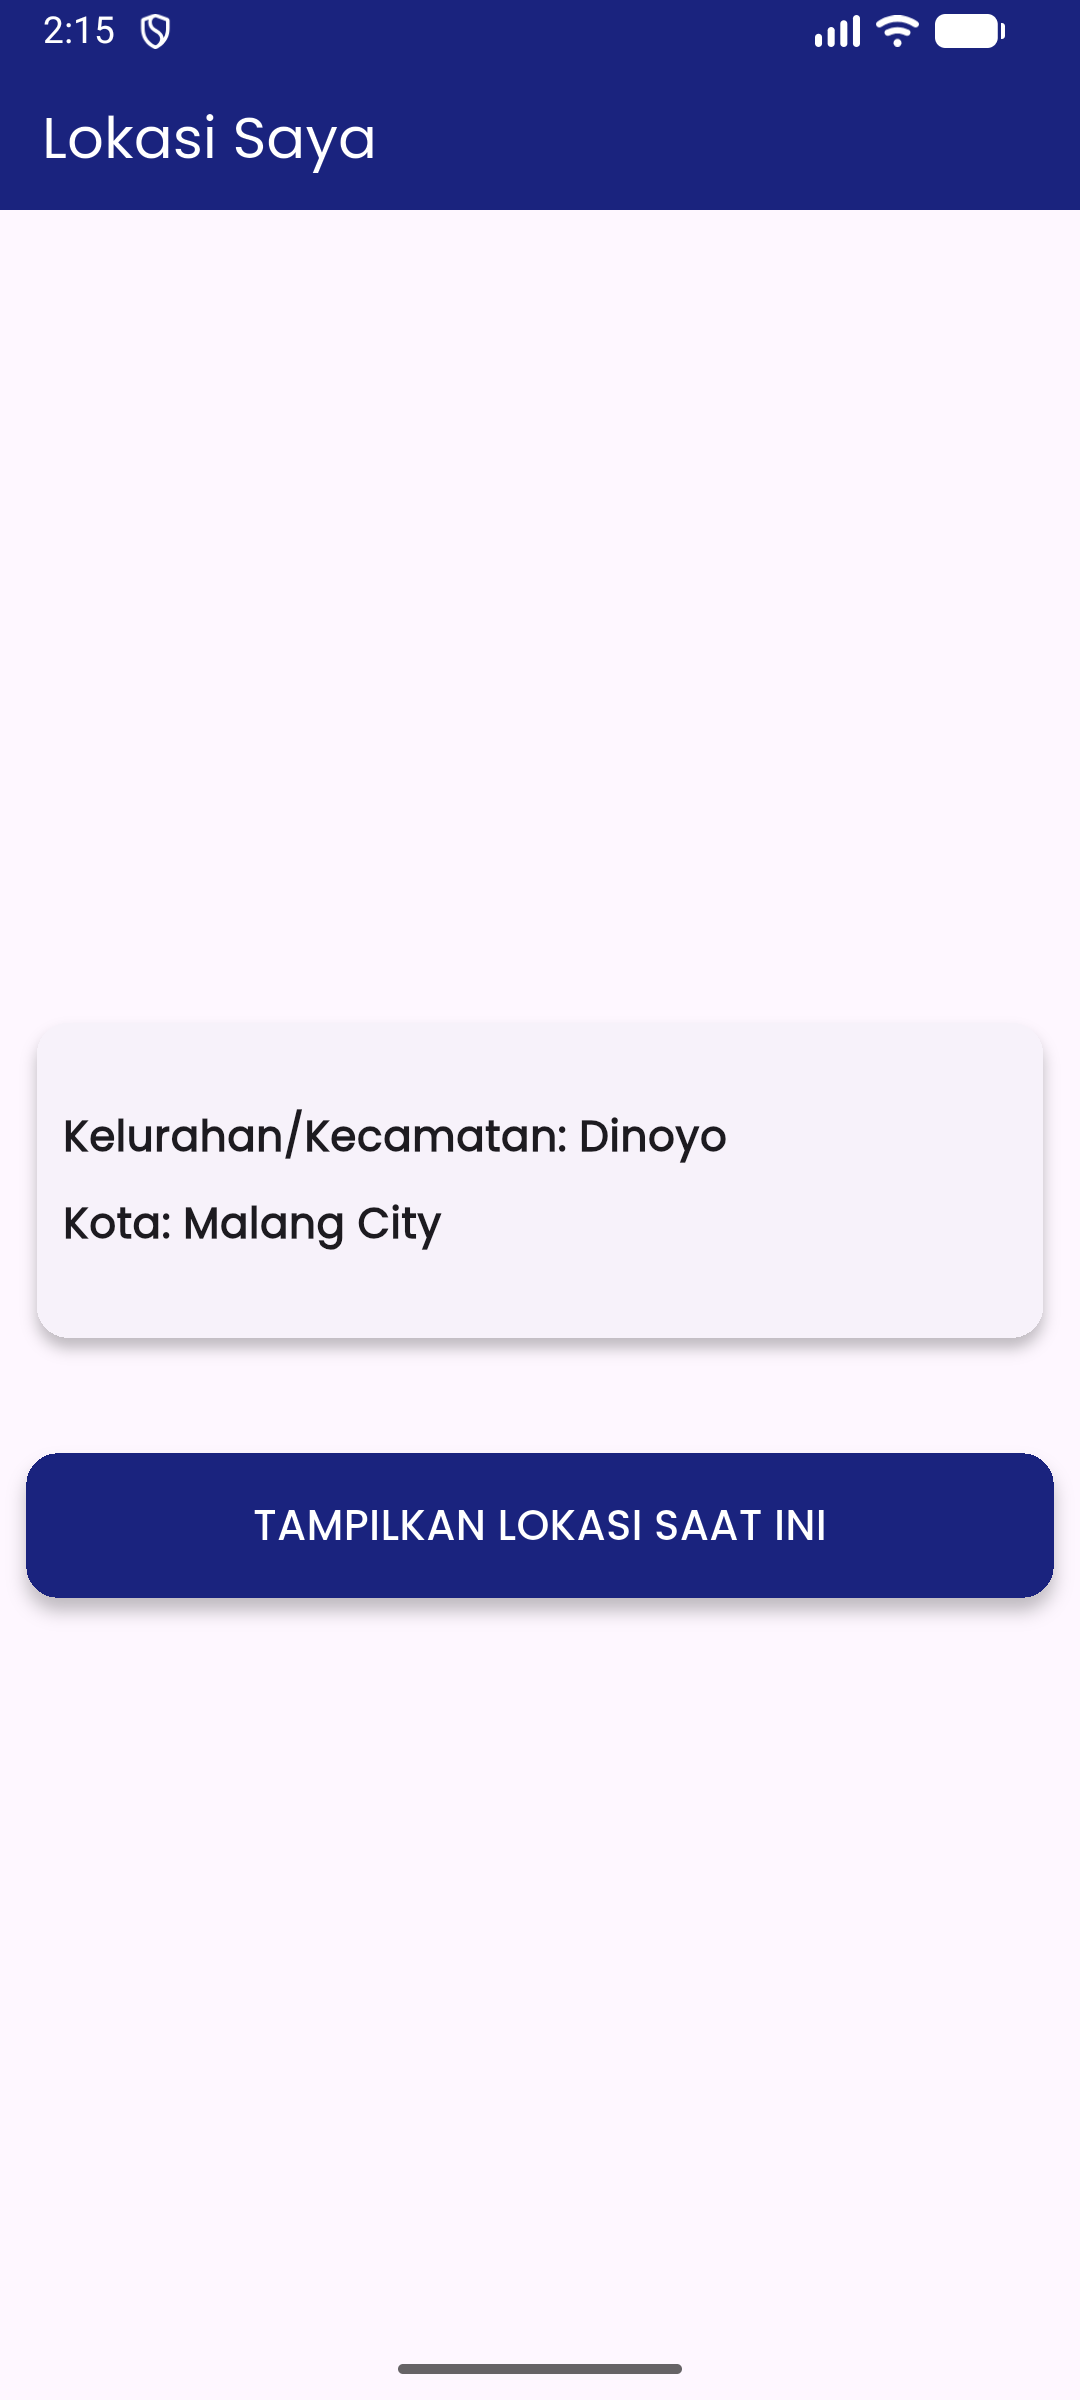 2:15
Lokasi Saya
Kelurahan/Kecamatan: Dinoyo
Kota: Malang City
TAMPILKAN LOKASI SAAT INI